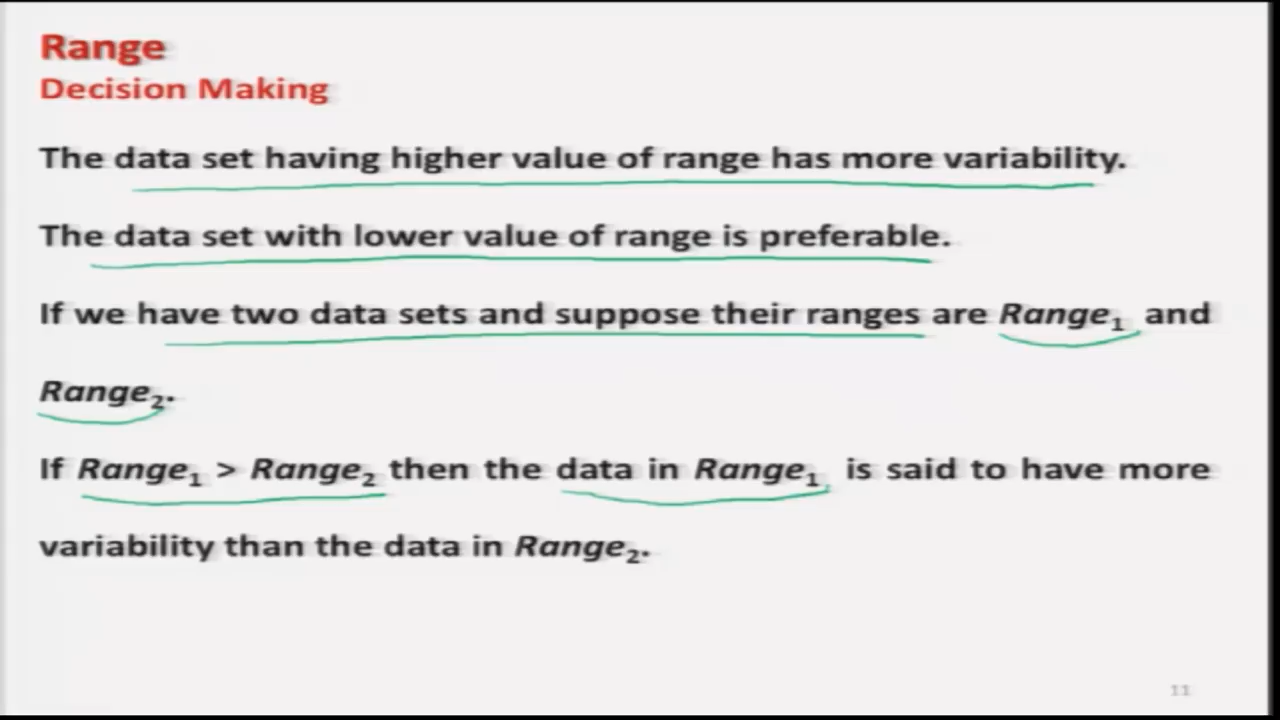 Range
Decision Making
The data set having higher value of range has more variability.
The data set with lower value of range is preferable.
If we have two data sets and suppose their ranges are Range₁ and
Range₂.
If Range₁ > Range₂ then the data in Range₁ is said to have more
variability than the data in Range₂.
11